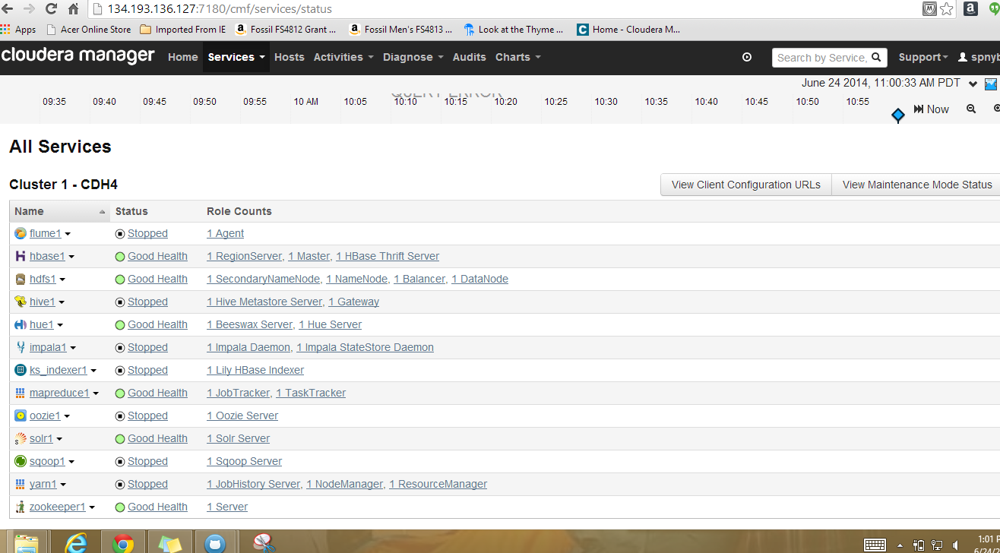 134.193.136.127:7180/cmf/services/status
Apps Acer Online Store Imported From IE Fossil FS4812 Grant ... Fossil Men's FS4813 ... Look at the Thyme ... Home - Cloudera M...
cloudera manager Home Services Hosts Activities Diagnose Audits Charts Search by Service, Support spnyb
June 24 2014, 11:00:33 AM PDT
QUERY ERROR
09:35 09:40 09:45 09:50 09:55 10 AM 10:05 10:10 10:15 10:20 10:25 10:30 10:35 10:40 10:45 10:50 10:55
Now
All Services
Cluster 1 - CDH4 View Client Configuration URLs View Maintenance Mode Status
Name Status Role Counts
flume1 Stopped 1 Agent
hbase1 Good Health 1 RegionServer, 1 Master, 1 HBase Thrift Server
hdfs1 Good Health 1 SecondaryNameNode, 1 NameNode, 1 Balancer, 1 DataNode
hive1 Stopped 1 Hive Metastore Server, 1 Gateway
hue1 Good Health 1 Beeswax Server, 1 Hue Server
impala1 Stopped 1 Impala Daemon, 1 Impala StateStore Daemon
ks_indexer1 Stopped 1 Lily HBase Indexer
mapreduce1 Good Health 1 JobTracker, 1 TaskTracker
oozie1 Stopped 1 Oozie Server
solr1 Good Health 1 Solr Server
sqoop1 Stopped 1 Sqoop Server
yarn1 Stopped 1 JobHistory Server, 1 NodeManager, 1 ResourceManager
zookeeper1 Good Health 1 Server
1:01